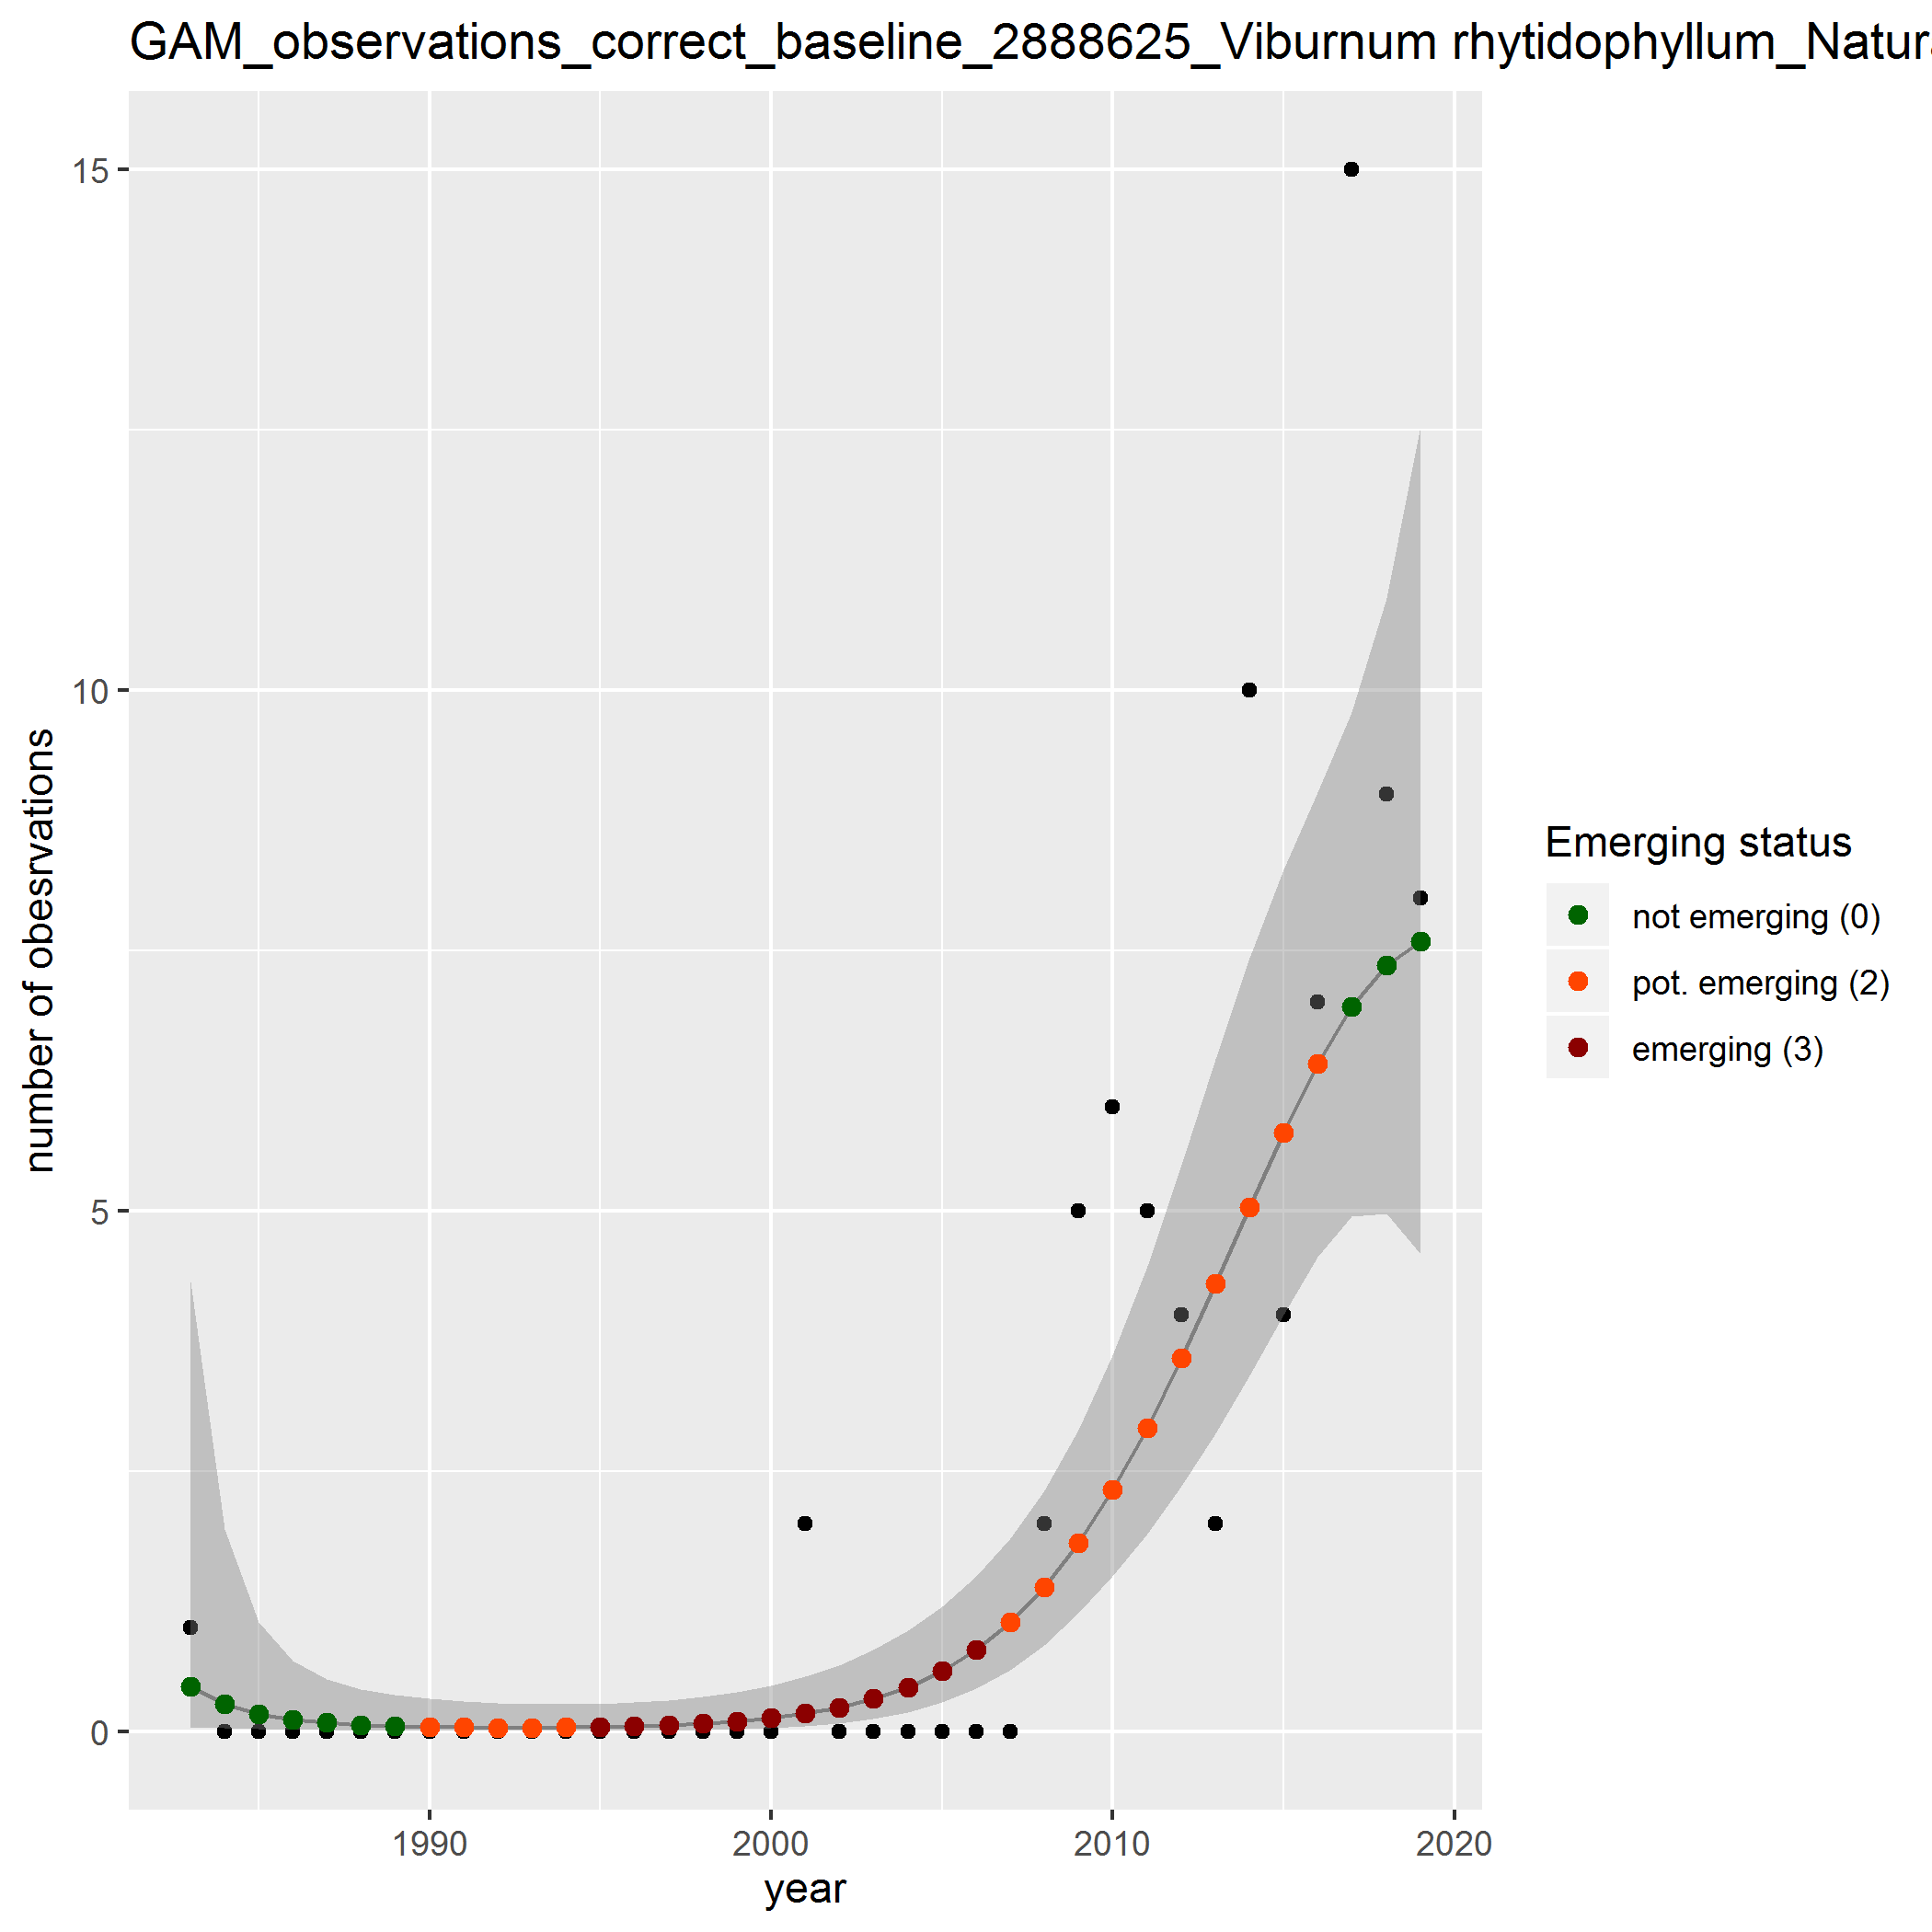 GAM_observations_correct_baseline_2888625_Viburnum rhytidophyllum_Natura
15
10
5
0
number of obesrvations
1990 2000 2010 2020
year
Emerging status
not emerging (0)
pot. emerging (2)
emerging (3)